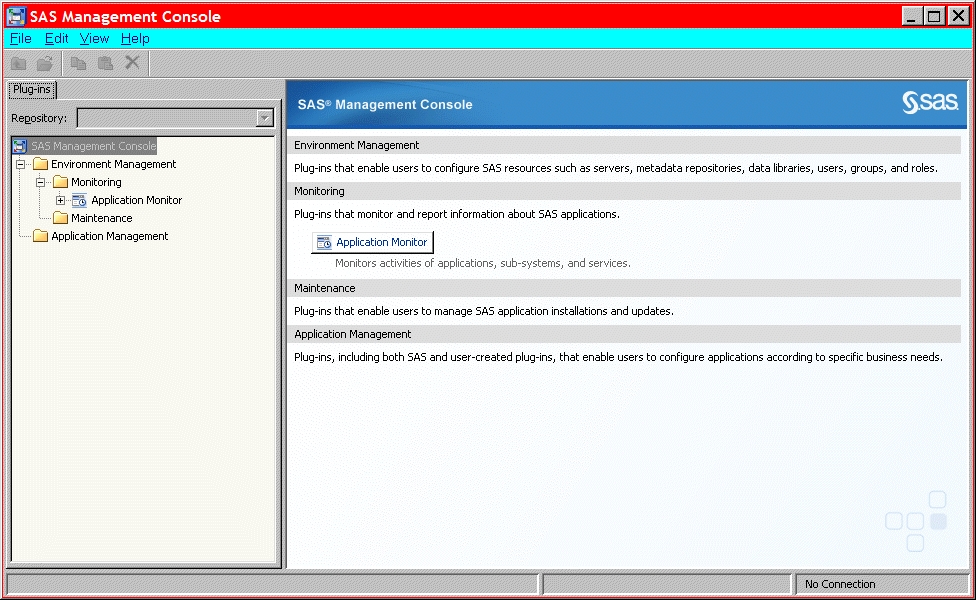 SAS Management Console
File Edit View Help
Plug-ins
Repository:
SAS Management Console
Environment Management
Monitoring
Application Monitor
Maintenance
Application Management
SAS® Management Console
sas.
Environment Management
Plug-ins that enable users to configure SAS resources such as servers, metadata repositories, data libraries, users, groups, and roles.
Monitoring
Plug-ins that monitor and report information about SAS applications.
Application Monitor
Monitors activities of applications, sub-systems, and services.
Maintenance
Plug-ins that enable users to manage SAS application installations and updates.
Application Management
Plug-ins, including both SAS and user-created plug-ins, that enable users to configure applications according to specific business needs.
No Connection